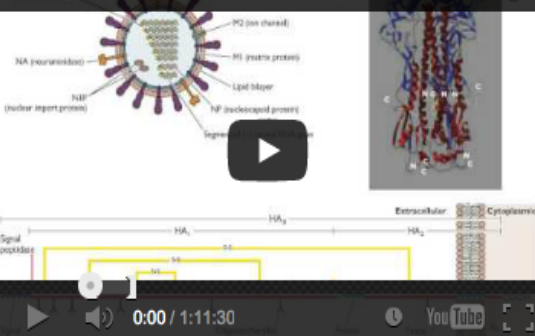 M2 (ion channel)
NA (neuraminidase)
M1 (matrix protein)
Lipid bilayer
NEP
(nuclear import protein)
NP (nucleocapsid protein)
C
C
N C N N
N
C
C
N
C
Extracellular
Cytoplasmic
HA₀
HA₁
HA₂
Signal
peptidase
S-S
S-S
S-S
0:00 / 1:11:30
YouTube